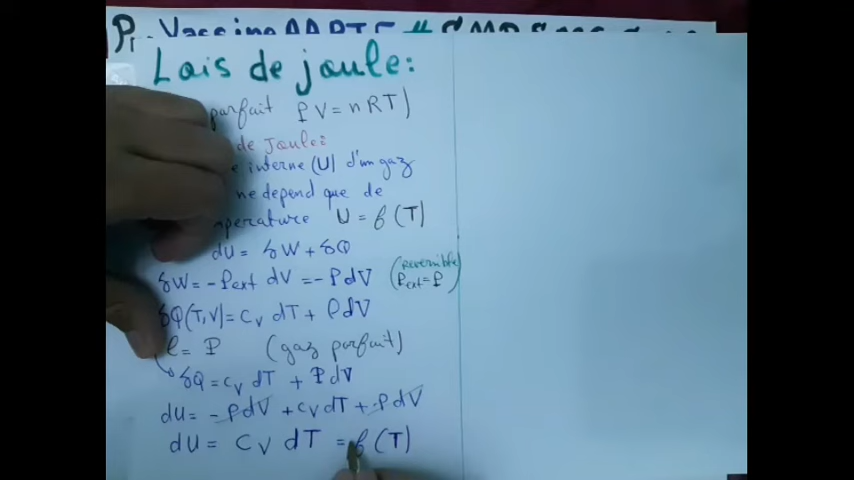 Lois de joule:
parfait PV = nRT)
de Joule:
interne (U) d'un gaz
ne depend que de
température U = f(T)
dU = δW + δQ
δW = - Pext dV = - PdV (reversible
Pext = P)
δQ(T,V) = Cv dT + ldV
l = P (gaz parfait)
δQ = Cv dT + PdV
dU = - PdV + Cv dT + PdV
dU = Cv dT = f(T)